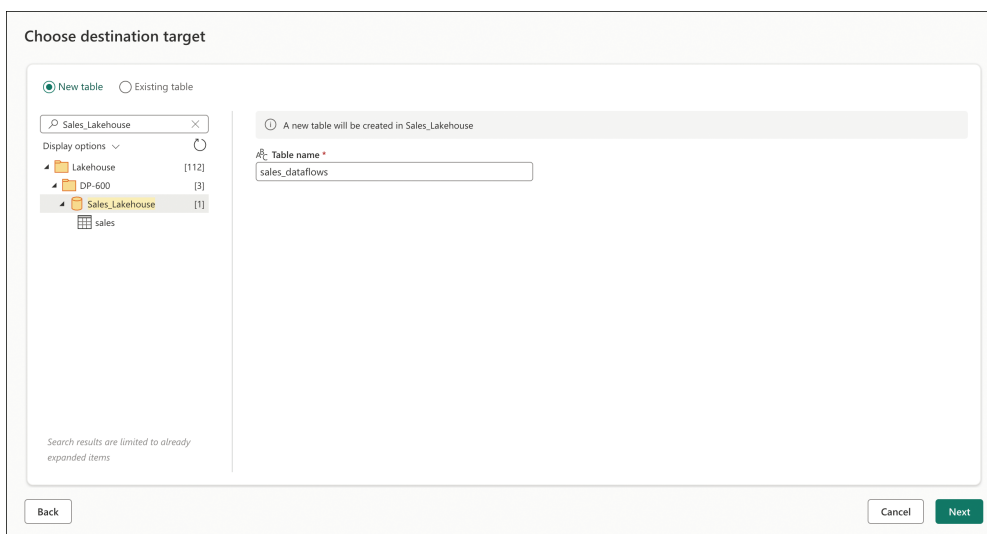 Choose destination target
New table
Existing table
Sales_Lakehouse
Display options
Lakehouse [112]
DP-600 [3]
Sales_Lakehouse [1]
sales
Search results are limited to already
expanded items
A new table will be created in Sales_Lakehouse
ABC Table name *
sales_dataflows
Back
Cancel
Next